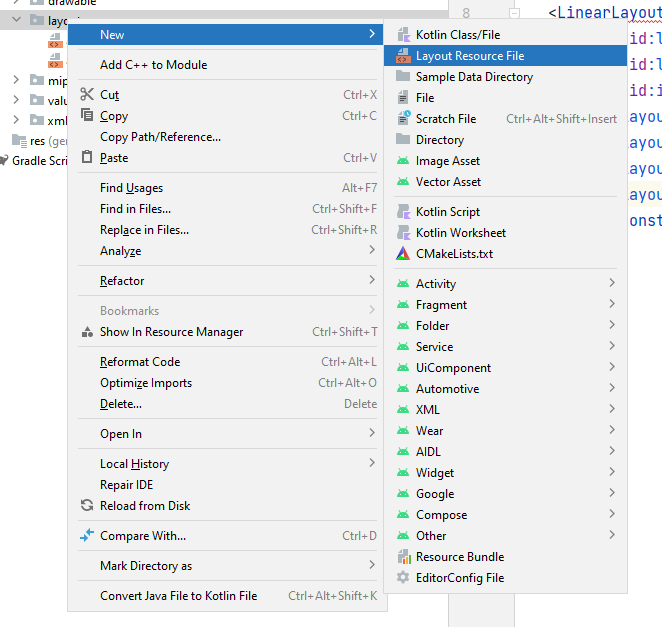 drawable
layout
8
<LinearLayout
New
Kotlin Class/File
id:l
Layout Resource File
Add C++ to Module
id:l
Sample Data Directory
mip
Cut Ctrl+X
File
id:i
valu
Copy Ctrl+C
Scratch File Ctrl+Alt+Shift+Insert
ayou
xml
Copy Path/Reference...
Directory
ayou
res (gen
Paste Ctrl+V
Image Asset
ayou
Gradle Scri
Vector Asset
ayou
Find Usages Alt+F7
Find in Files... Ctrl+Shift+F
Kotlin Script
onst
Replace in Files... Ctrl+Shift+R
Kotlin Worksheet
Analyze
CMakeLists.txt
Refactor
Activity
Bookmarks
Fragment
Show In Resource Manager Ctrl+Shift+T
Folder
Service
Reformat Code Ctrl+Alt+L
UiComponent
Optimize Imports Ctrl+Alt+O
Automotive
Delete... Delete
XML
Open In
Wear
AIDL
Local History
Widget
Repair IDE
Google
Reload from Disk
Compose
Compare With... Ctrl+D
Other
Resource Bundle
Mark Directory as
EditorConfig File
Convert Java File to Kotlin File Ctrl+Alt+Shift+K